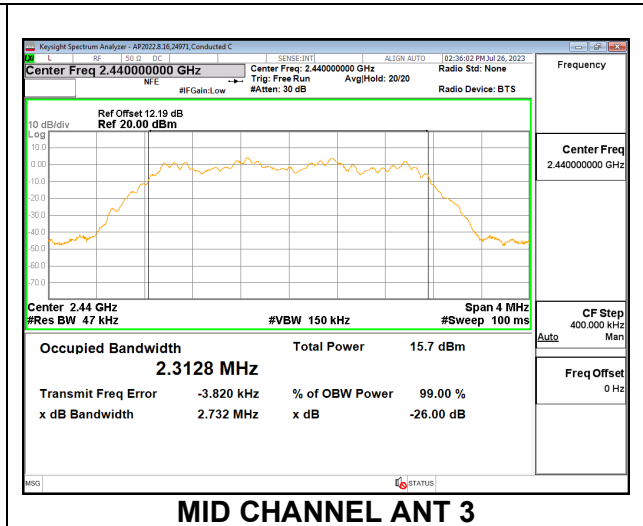 Keysight Spectrum Analyzer - AP2022.8.16,24971,Conducted C
L RF 50 Ω DC SENSE:INT ALIGN AUTO 02:36:02 PM Jul 26, 2023
Center Freq 2.440000000 GHz
NFE
#IFGain:Low
Center Freq: 2.440000000 GHz
Trig: Free Run Avg|Hold: 20/20
#Atten: 30 dB
Radio Std: None
Radio Device: BTS
Frequency
Ref Offset 12.19 dB
10 dB/div Ref 20.00 dBm
Log
10.0
0.00
-10.0
-20.0
-30.0
-40.0
-50.0
-60.0
-70.0
Center Freq
2.440000000 GHz
Center 2.44 GHz Span 4 MHz
#Res BW 47 kHz #VBW 150 kHz #Sweep 100 ms
CF Step
400.000 kHz
Auto Man
Occupied Bandwidth Total Power 15.7 dBm
2.3128 MHz
Transmit Freq Error -3.820 kHz % of OBW Power 99.00 %
x dB Bandwidth 2.732 MHz x dB -26.00 dB
Freq Offset
0 Hz
MSG STATUS
MID CHANNEL ANT 3